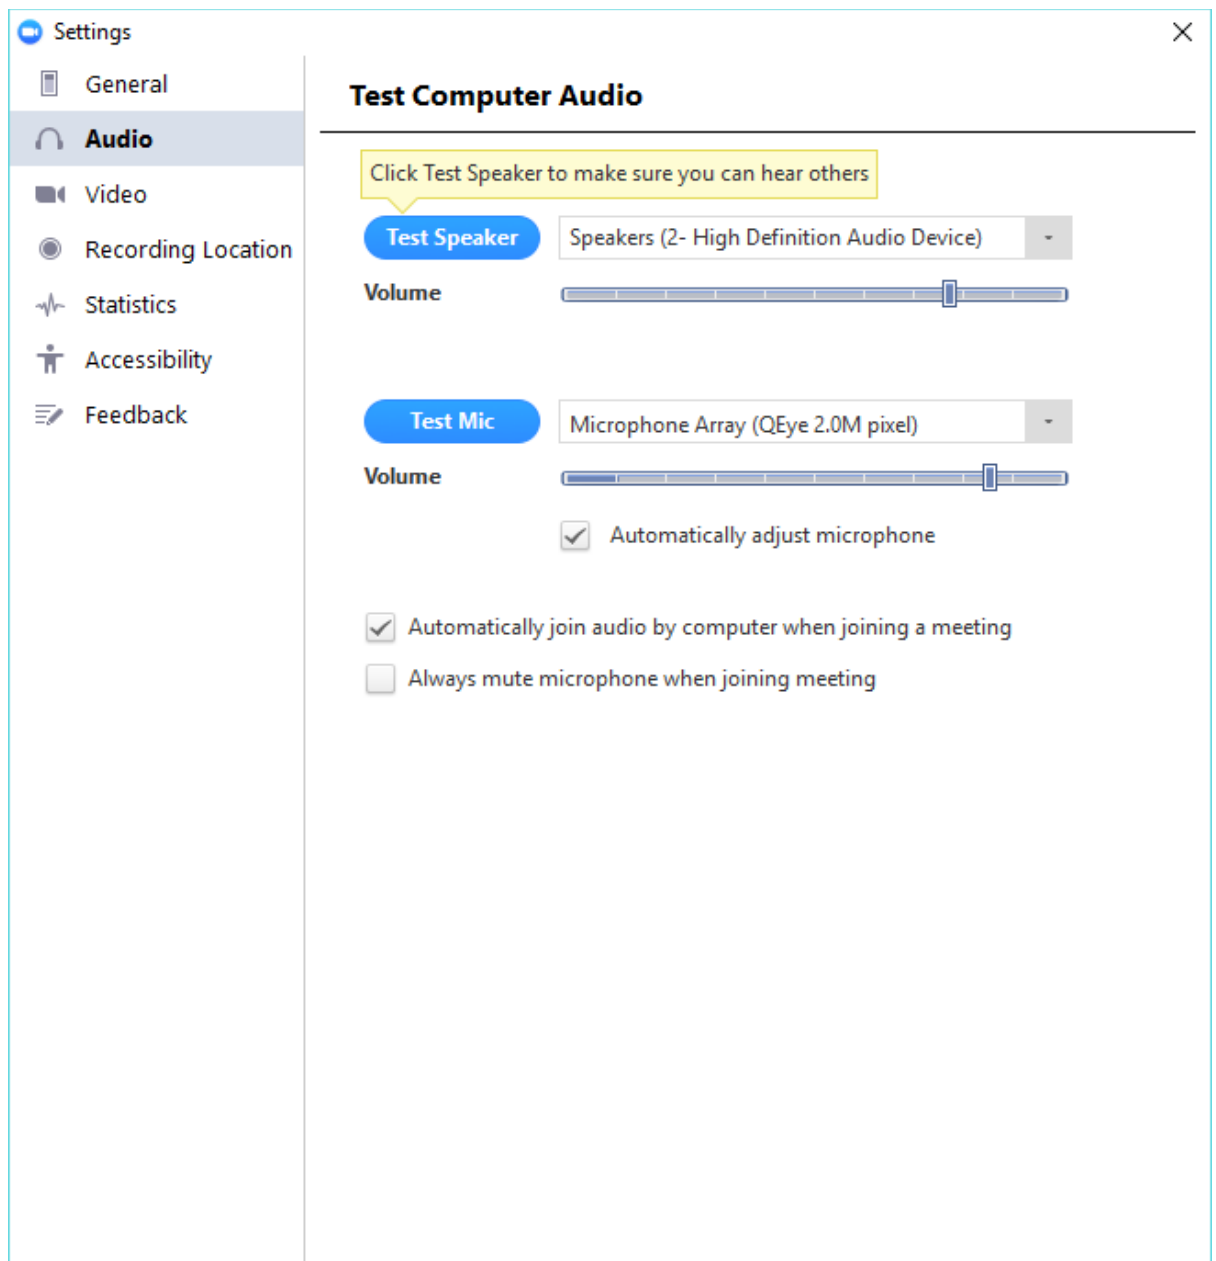 Settings
General
Audio
Video
Recording Location
Statistics
Accessibility
Feedback
Test Computer Audio
Click Test Speaker to make sure you can hear others
Test Speaker
Speakers (2- High Definition Audio Device)
Volume
Test Mic
Microphone Array (QEye 2.0M pixel)
Volume
Automatically adjust microphone
Automatically join audio by computer when joining a meeting
Always mute microphone when joining meeting